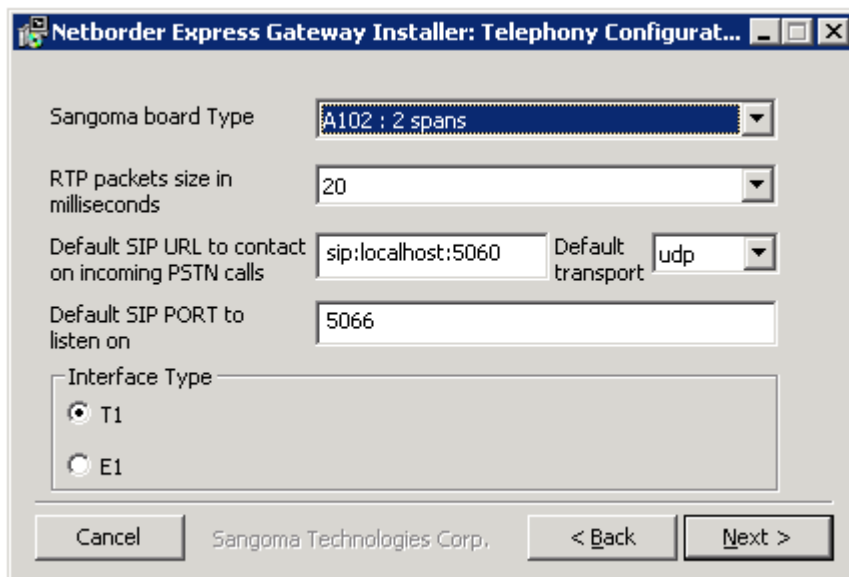 Netborder Express Gateway Installer: Telephony Configurat...
Sangoma board Type
A102 : 2 spans
RTP packets size in
milliseconds
20
Default SIP URL to contact
on incoming PSTN calls
sip:localhost:5060
Default
transport
udp
Default SIP PORT to
listen on
5066
Interface Type
T1
E1
Cancel
Sangoma Technologies Corp.
< Back
Next >